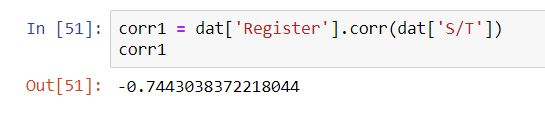 In [51]: corr1 = dat['Register'].corr(dat['S/T'])
corr1
Out[51]: -0.7443038372218044